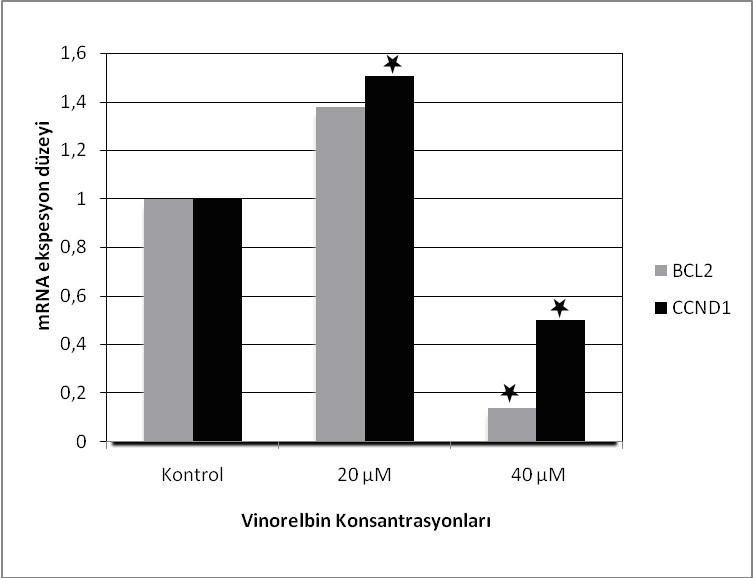 1,6
1,4
1,2
1
0,8
0,6
0,4
0,2
0
mRNA ekspesyon düzeyi
Kontrol
20 µM
40 µM
Vinorelbin Konsantrasyonları
BCL2
CCND1